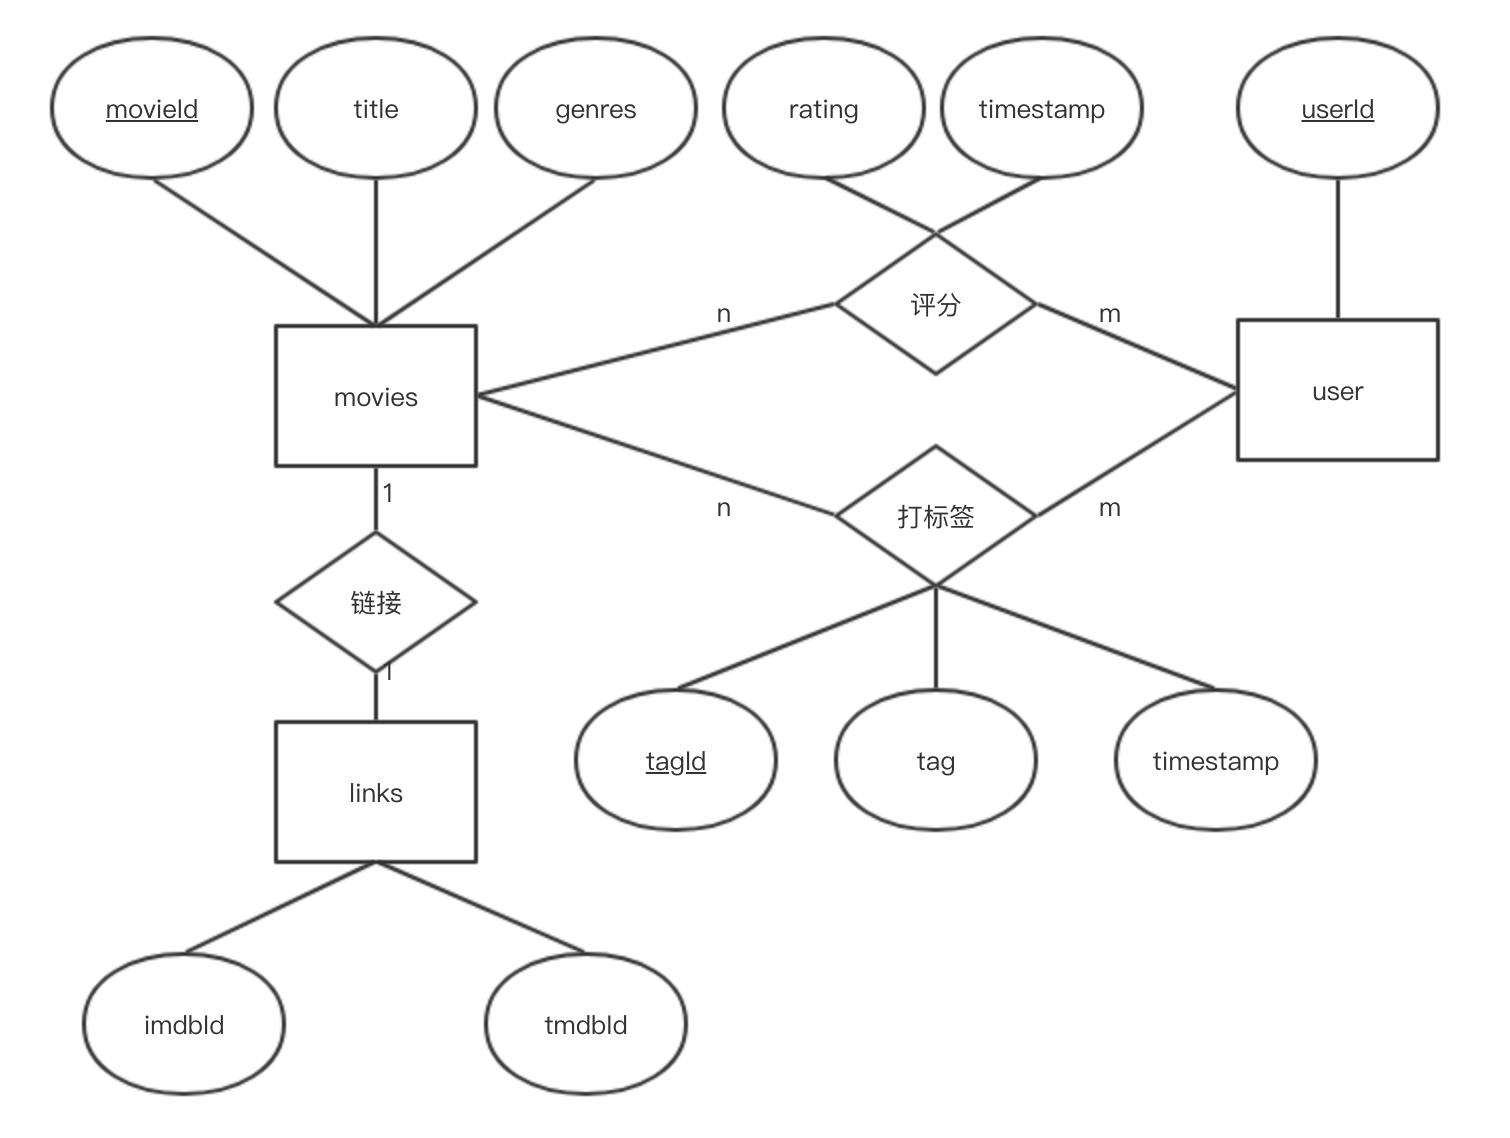 movieId
title
genres
rating
timestamp
userId
评分
n
m
movies
user
1
n
m
打标签
链接
1
links
tagId
tag
timestamp
imdbId
tmdbId